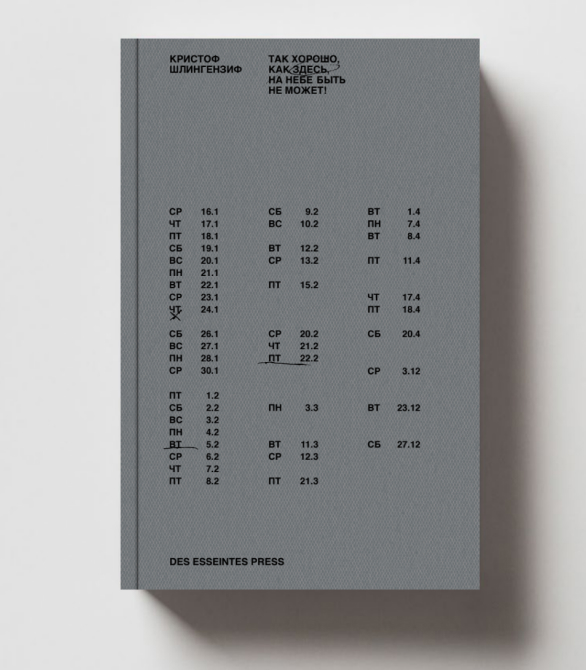 КРИСТОФ
ШЛИНГЕНЗИФ
ТАК ХОРОШО,
КАК ЗДЕСЬ,
НА НЕБЕ БЫТЬ
НЕ МОЖЕТ!
СР 16.1
ЧТ 17.1
ПТ 18.1
СБ 19.1
ВС 20.1
ПН 21.1
ВТ 22.1
СР 23.1
ЧТ 24.1
СБ 26.1
ВС 27.1
ПН 28.1
СР 30.1
ПТ 1.2
СБ 2.2
ВС 3.2
ПН 4.2
ВТ 5.2
СР 6.2
ЧТ 7.2
ПТ 8.2
СБ 9.2
ВС 10.2
ВТ 12.2
СР 13.2
ПТ 15.2
СР 20.2
ЧТ 21.2
ПТ 22.2
ПН 3.3
ВТ 11.3
СР 12.3
ПТ 21.3
ВТ 1.4
ПН 7.4
ВТ 8.4
ПТ 11.4
ЧТ 17.4
ПТ 18.4
СБ 20.4
СР 3.12
ВТ 23.12
СБ 27.12
DES ESSEINTES PRESS